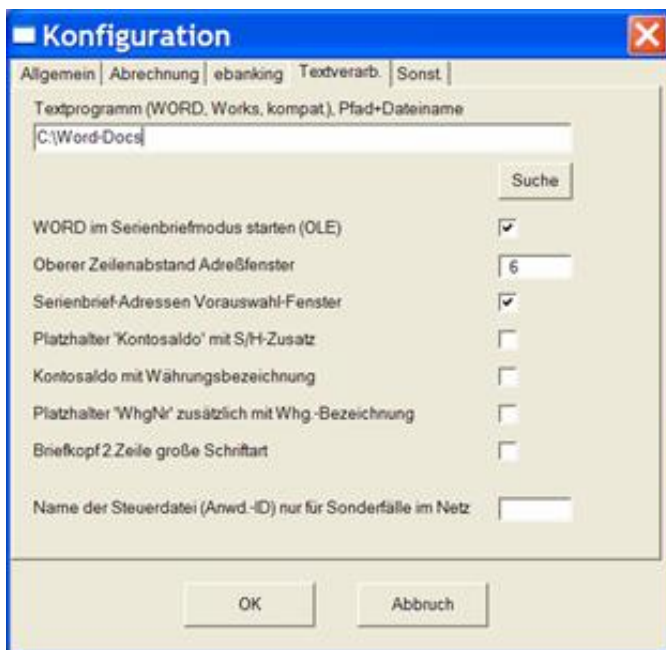 Konfiguration
Allgemein Abrechnung ebanking Textverarb. Sonst.
Textprogramm (WORD, Works, kompat.), Pfad+Dateiname
C:\Word-Docs
Suche
WORD im Serienbriefmodus starten (OLE)
Oberer Zeilenabstand Adreßfenster 6
Serienbrief-Adressen Vorauswahl-Fenster
Platzhalter 'Kontosaldo' mit S/H-Zusatz
Kontosaldo mit Währungsbezeichnung
Platzhalter 'WhgNr' zusätzlich mit Whg.-Bezeichnung
Briefkopf 2.Zeile große Schriftart
Name der Steuerdatei (Anwd.-ID) nur für Sonderfälle im Netz
OK Abbruch